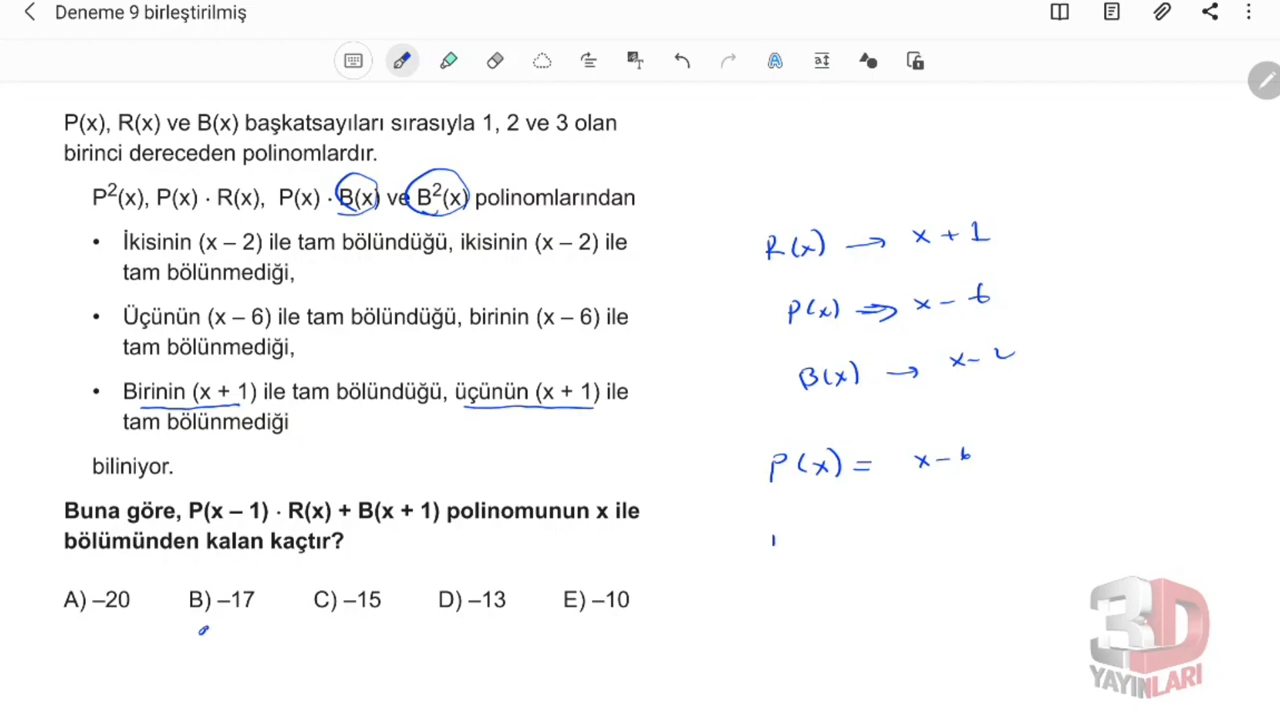 Deneme 9 birleştirilmiş
P(x), R(x) ve B(x) başkatsayıları sırasıyla 1, 2 ve 3 olan
birinci dereceden polinomlardır.
P²(x), P(x) · R(x), P(x) · B(x) ve B²(x) polinomlarından
• İkisinin (x – 2) ile tam bölündüğü, ikisinin (x – 2) ile
tam bölünmediği,
• Üçünün (x – 6) ile tam bölündüğü, birinin (x – 6) ile
tam bölünmediği,
• Birinin (x + 1) ile tam bölündüğü, üçünün (x + 1) ile
tam bölünmediği
biliniyor.
Buna göre, P(x – 1) · R(x) + B(x + 1) polinomunun x ile
bölümünden kalan kaçtır?
A) –20 B) –17 C) –15 D) –13 E) –10
R(x) → x + 1
P(x) → x – 6
B(x) → x – 2
P(x) = x – 6
3D
YAYINLARI